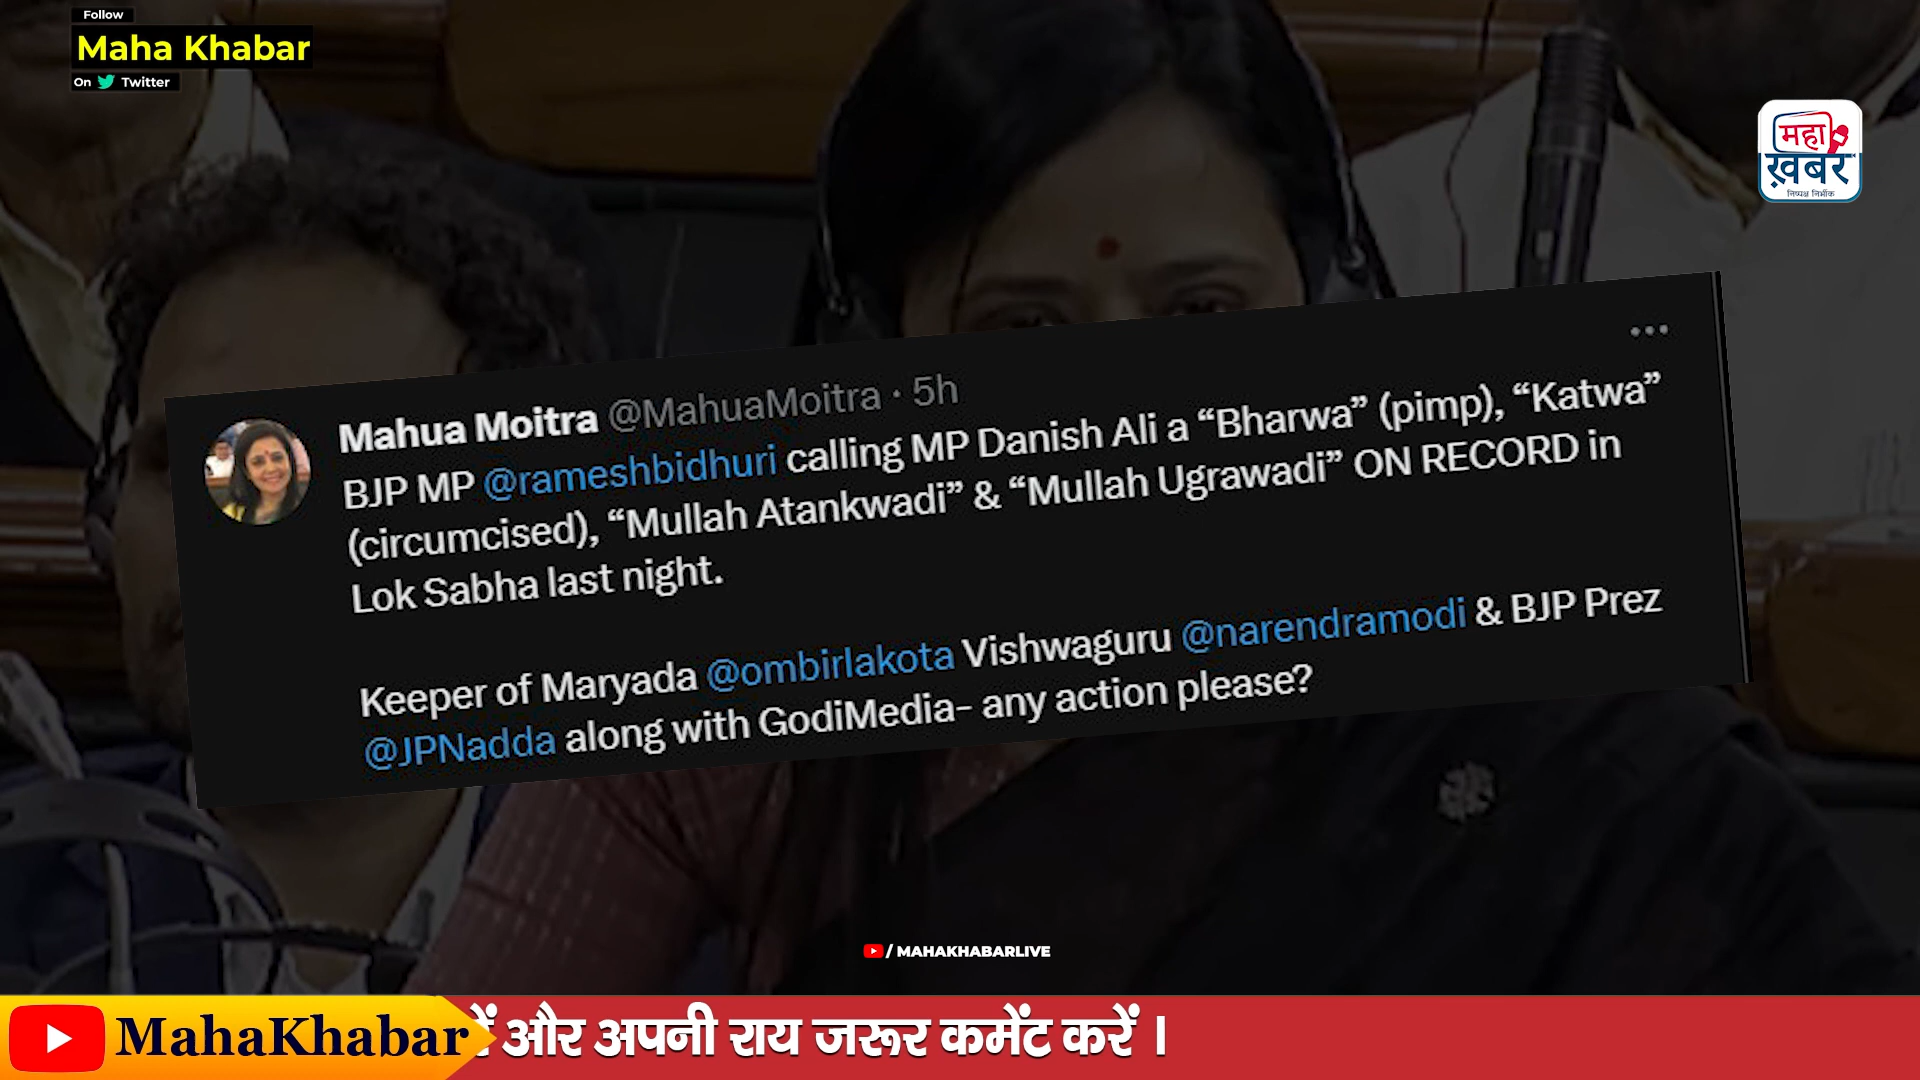 Follow
Maha Khabar
On Twitter
महा
ख़बर
निष्पक्ष निर्भीक
Mahua Moitra @MahuaMoitra · 5h
BJP MP @rameshbidhuri calling MP Danish Ali a “Bharwa” (pimp), “Katwa”
(circumcised), “Mullah Atankwadi” & “Mullah Ugrawadi” ON RECORD in
Lok Sabha last night.
Keeper of Maryada @ombirlakota Vishwaguru @narendramodi & BJP Prez
@JPNadda along with GodiMedia- any action please?
/ MAHAKHABARLIVE
MahaKhabar
और अपनी राय जरूर कमेंट करें ।